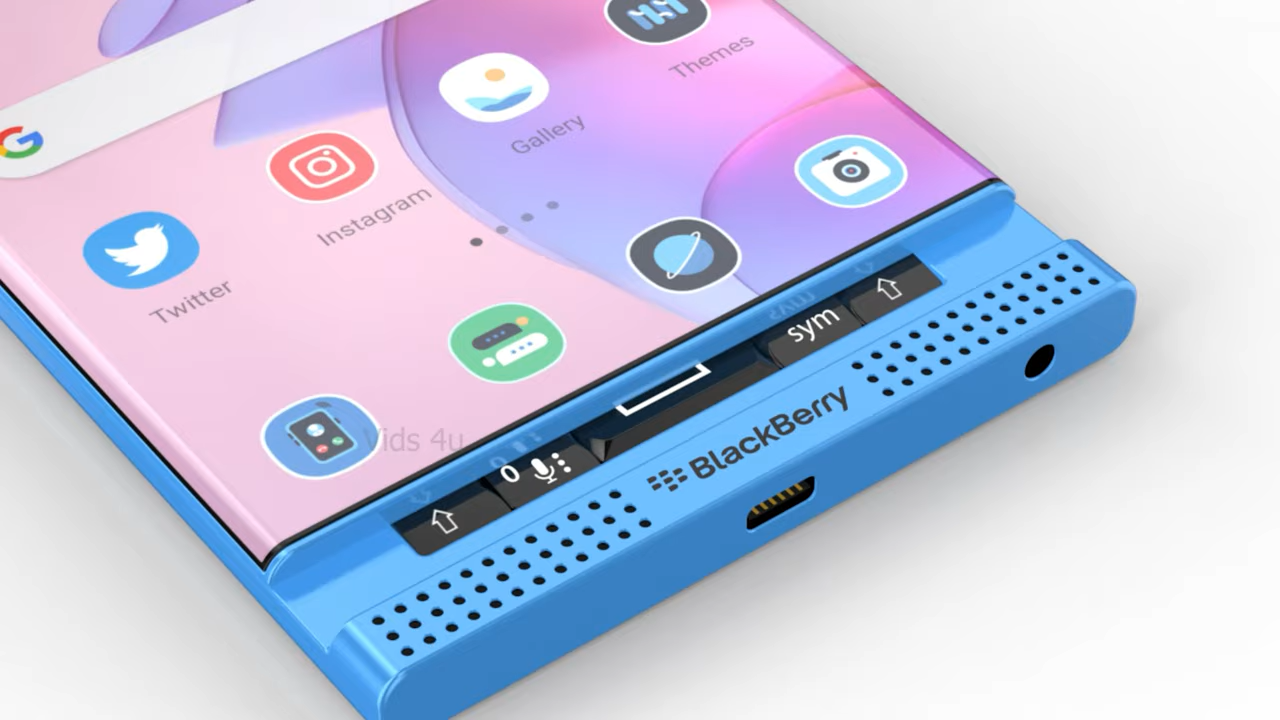 Themes
Gallery
Instagram
Twitter
Vids 4u
sym
0
BlackBerry